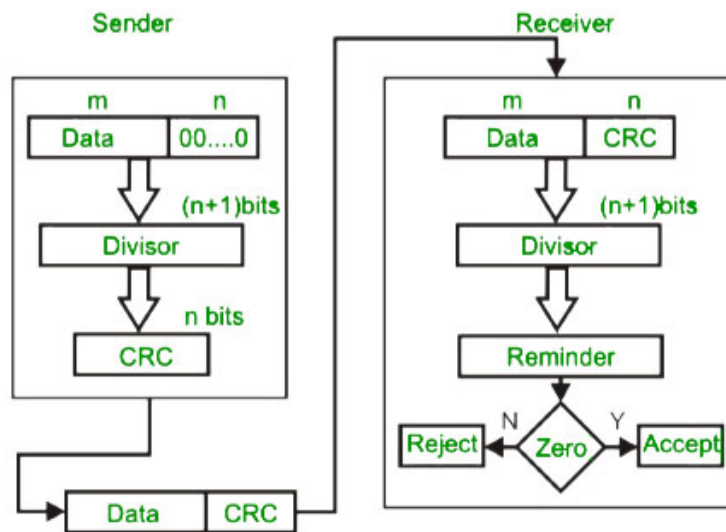 Sender
m n
Data 00....0
(n+1)bits
Divisor
n bits
CRC
Data CRC
Receiver
m n
Data CRC
(n+1)bits
Divisor
Reminder
N Y
Reject Zero Accept